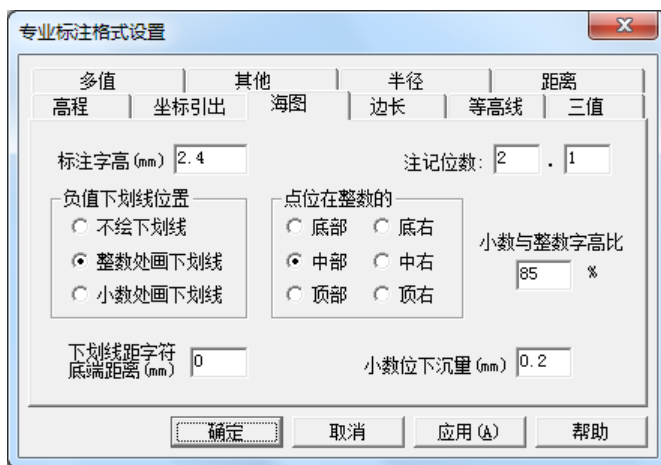 专业标注格式设置
多值 其他 半径 距离
高程 坐标引出 海图 边长 等高线 三值
标注字高(mm) 2.4 注记位数: 2 . 1
负值下划线位置 点位在整数的
不绘下划线 底部 底右
小数与整数字高比
整数处画下划线 中部 中右
85 %
小数处画下划线 顶部 顶右
下划线距字符
底端距离(mm) 0 小数位下沉量(mm) 0.2
确定 取消 应用(A) 帮助